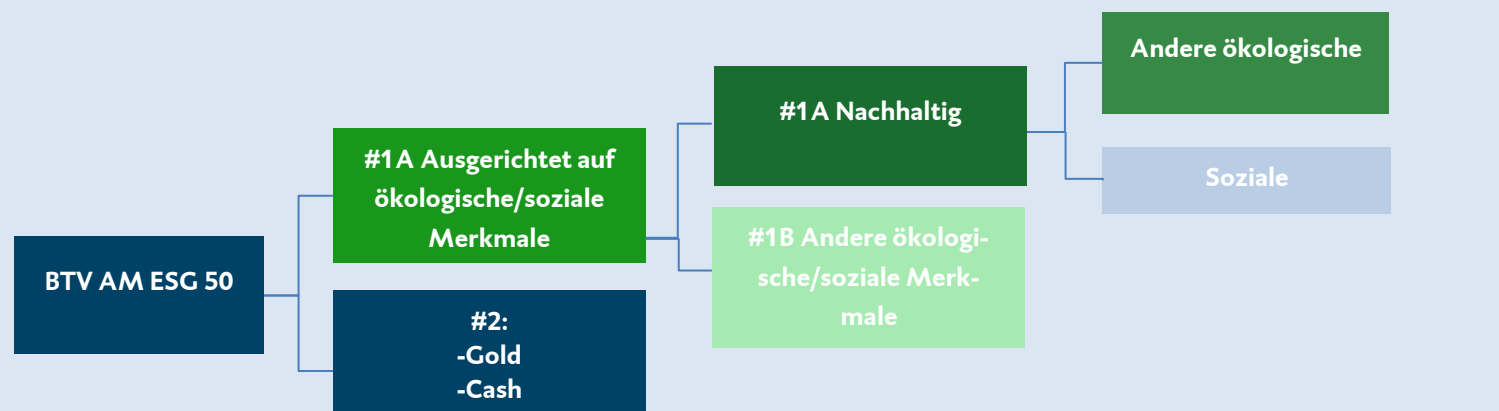 BTV AM ESG 50
#1A Ausgerichtet auf
ökologische/soziale
Merkmale
#2:
-Gold
-Cash
#1A Nachhaltig
#1B Andere ökologi-
sche/soziale Merk-
male
Andere ökologische
Soziale